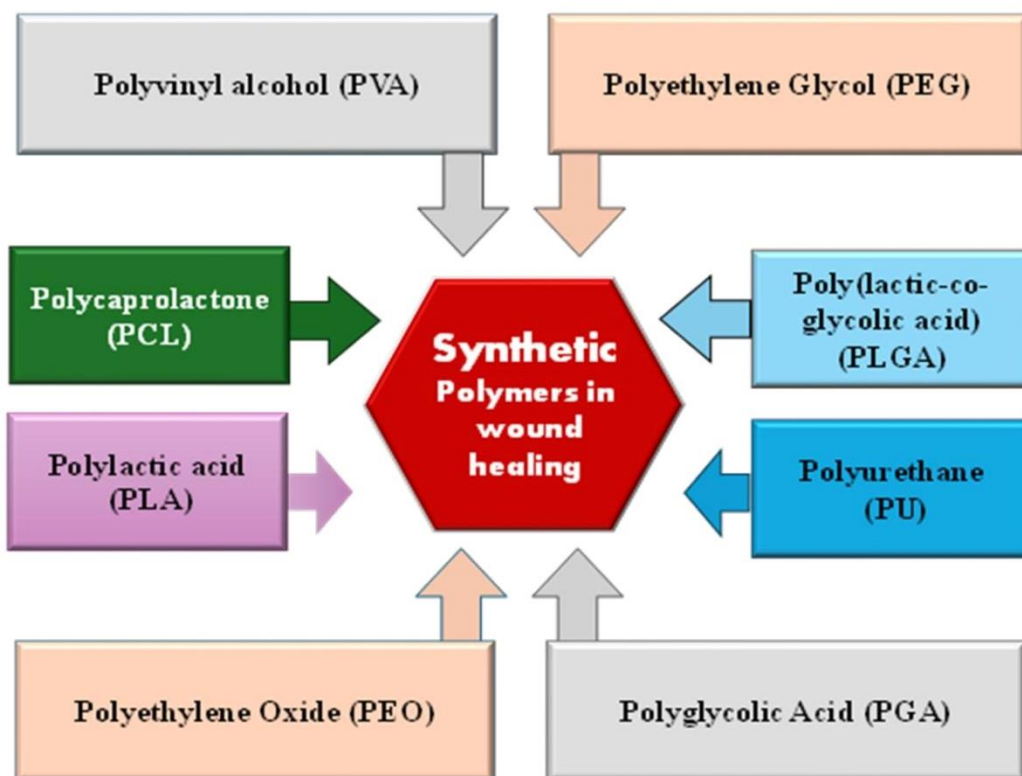 Polyvinyl alcohol (PVA)
Polyethylene Glycol (PEG)
Polycaprolactone
(PCL)
Synthetic
Polymers in
wound
healing
Poly(lactic-co-
glycolic acid)
(PLGA)
Polylactic acid
(PLA)
Polyurethane
(PU)
Polyethylene Oxide (PEO)
Polyglycolic Acid (PGA)